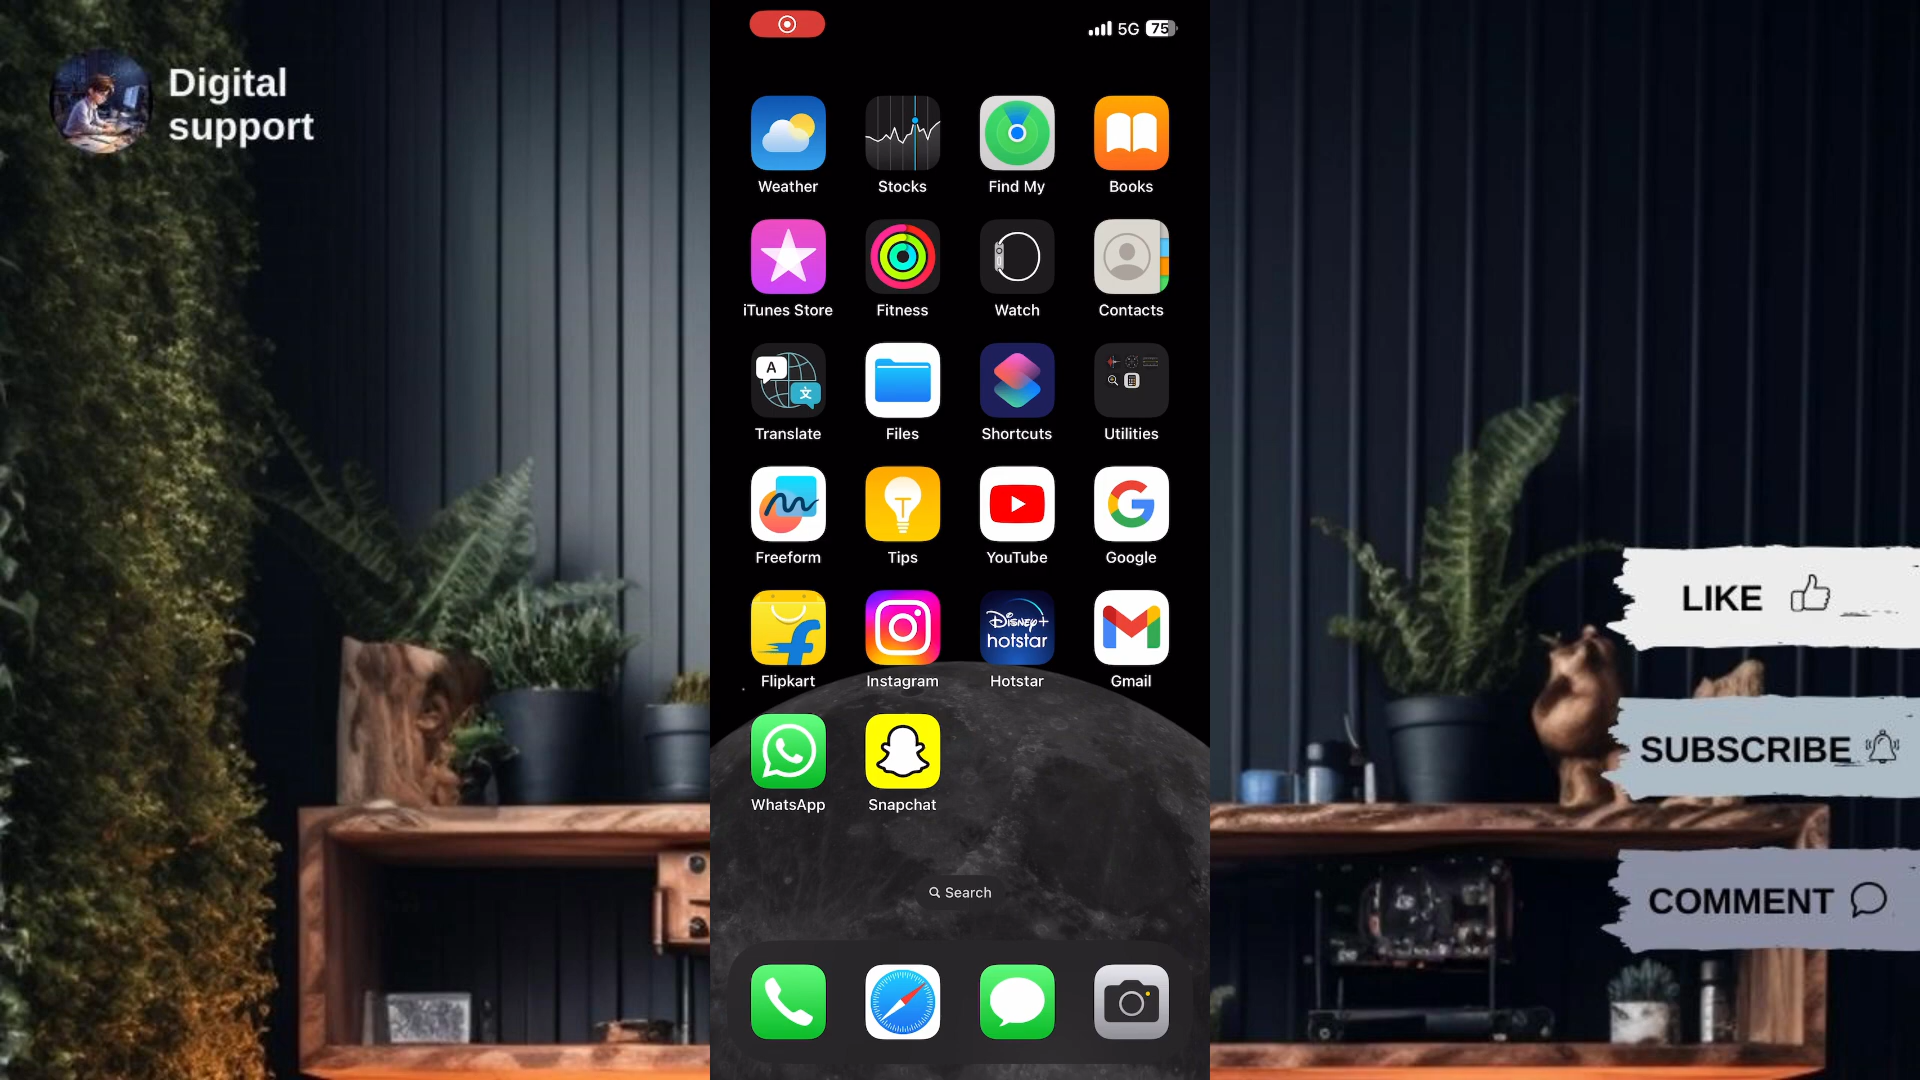 Digital
support
5G 75
Weather Stocks Find My Books
iTunes Store Fitness Watch Contacts
A 文
Translate Files Shortcuts Utilities
T G
Freeform Tips YouTube Google
Disney+
hotstar
Flipkart Instagram Hotstar Gmail
WhatsApp Snapchat
Search
LIKE
SUBSCRIBE
COMMENT